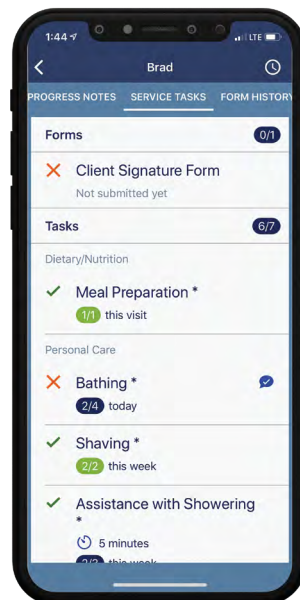 1:44
LTE
Brad
PROGRESS NOTES SERVICE TASKS FORM HISTORY
Forms 0/1
Client Signature Form
Not submitted yet
Tasks 6/7
Dietary/Nutrition
Meal Preparation *
1/1 this visit
Personal Care
Bathing *
2/4 today
Shaving *
2/2 this week
Assistance with Showering
*
5 minutes
this week